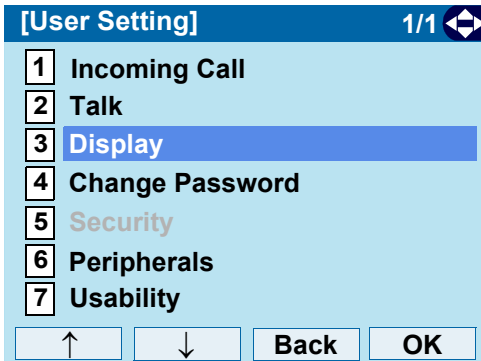 [User Setting] 1/1
1 Incoming Call
2 Talk
3 Display
4 Change Password
5 Security
6 Peripherals
7 Usability
↑ ↓ Back OK